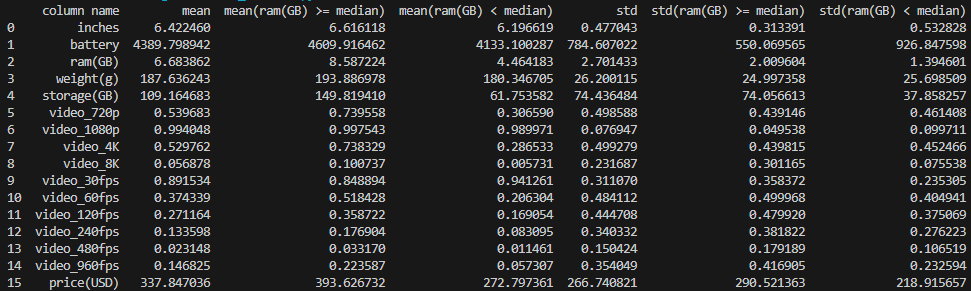 column name mean mean(ram(GB) >= median) mean(ram(GB) < median) std std(ram(GB) >= median) std(ram(GB) < median)
0 inches 6.422460 6.616118 6.196619 0.477043 0.313391 0.532828
1 battery 4389.798942 4609.916462 4133.100287 784.607022 550.069565 926.847598
2 ram(GB) 6.683862 8.587224 4.464183 2.701433 2.009604 1.394601
3 weight(g) 187.636243 193.886978 180.346705 26.200115 24.997358 25.698509
4 storage(GB) 109.164683 149.819410 61.753582 74.436484 74.056613 37.858257
5 video_720p 0.539683 0.739558 0.306590 0.498588 0.439146 0.461408
6 video_1080p 0.994048 0.997543 0.989971 0.076947 0.049538 0.099711
7 video_4K 0.529762 0.738329 0.286533 0.499279 0.439815 0.452466
8 video_8K 0.056878 0.100737 0.005731 0.231687 0.301165 0.075538
9 video_30fps 0.891534 0.848894 0.941261 0.311070 0.358372 0.235305
10 video_60fps 0.374339 0.518428 0.206304 0.484112 0.499968 0.404941
11 video_120fps 0.271164 0.358722 0.169054 0.444708 0.479920 0.375069
12 video_240fps 0.133598 0.176904 0.083095 0.340332 0.381822 0.276223
13 video_480fps 0.023148 0.033170 0.011461 0.150424 0.179189 0.106519
14 video_960fps 0.146825 0.223587 0.057307 0.354049 0.416905 0.232594
15 price(USD) 337.847036 393.626732 272.797361 266.740821 290.521363 218.915657